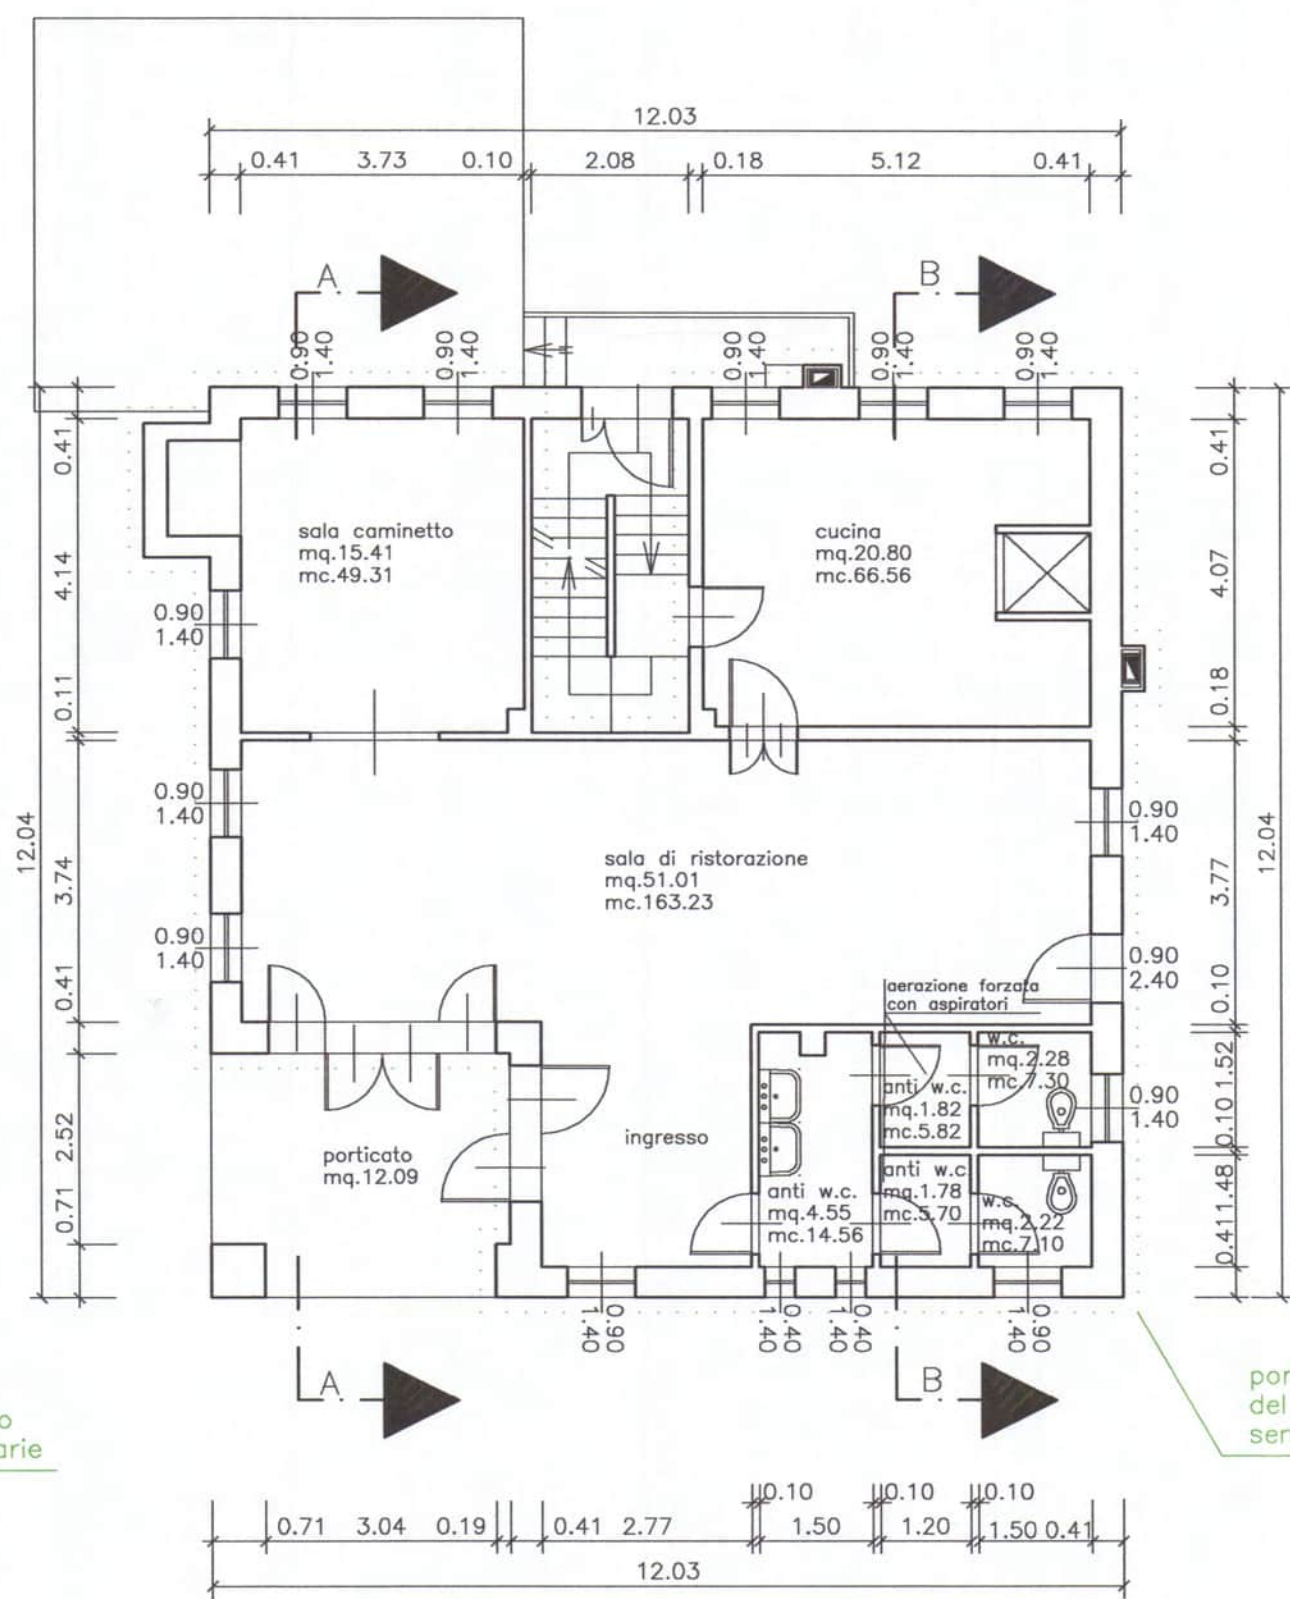 12.03
0.41 3.73 0.10 2.08 0.18 5.12 0.41
A
B
0.90
1.40
0.90
1.40
0.90
1.40
0.90
1.40
0.90
1.40
0.41
4.14
0.11
3.74
0.41
2.52
0.71
12.04
0.90
1.40
0.90
1.40
0.90
1.40
sala caminetto
mq.15.41
mc.49.31
cucina
mq.20.80
mc.66.56
sala di ristorazione
mq.51.01
mc.163.23
aerazione forzata
con aspiratori
w.c.
mq.2.28
mc.7.30
anti w.c.
mq.1.82
mc.5.82
anti w.c.
mq.1.78
mc.5.70
w.c.
mq.2.22
mc.7.10
anti w.c.
mq.4.55
mc.14.56
ingresso
porticato
mq.12.09
0.90
1.40
0.90
2.40
0.90
1.40
0.41
4.07
0.18
3.77
0.10
1.52
0.10
1.48
0.41
12.04
0.90
1.40
0.40
1.40
0.40
1.40
0.90
1.40
A
B
o
arie
por
del
ser
0.10 0.10 0.10
0.71 3.04 0.19 0.41 2.77 1.50 1.20 1.50 0.41
12.03